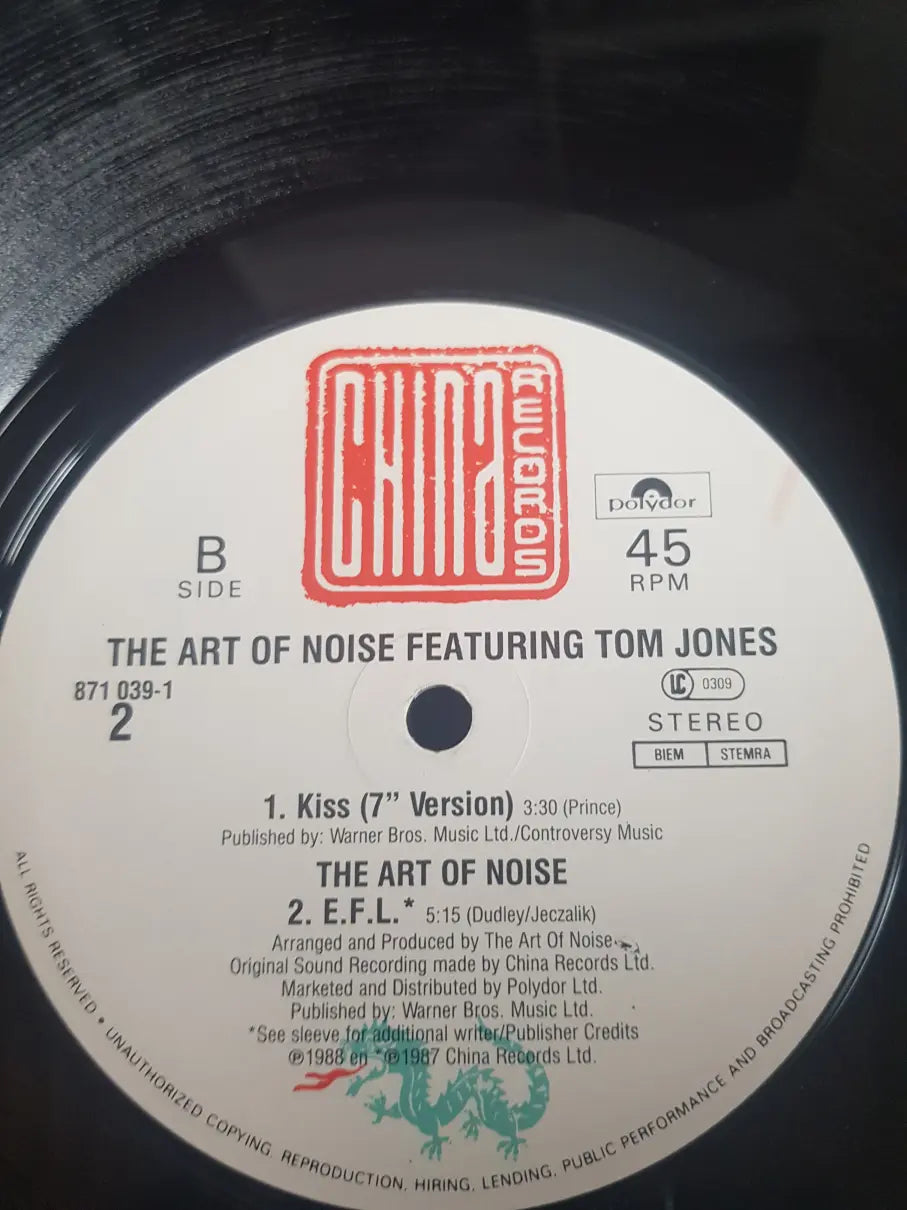 CHINA RECORDS
polydor
B
SIDE
45
RPM
THE ART OF NOISE FEATURING TOM JONES
871 039-1
2
LC 0309
STEREO
BIEM STEMRA
1. Kiss (7” Version) 3:30 (Prince)
Published by: Warner Bros. Music Ltd./Controversy Music
THE ART OF NOISE
2. E.F.L.* 5:15 (Dudley/Jeczalik)
Arranged and Produced by The Art Of Noise
Original Sound Recording made by China Records Ltd.
Marketed and Distributed by Polydor Ltd.
Published by: Warner Bros. Music Ltd.
*See sleeve for additional writer/Publisher Credits
℗1988 en *℗1987 China Records Ltd.
ALL RIGHTS RESERVED • UNAUTHORIZED COPYING, REPRODUCTION, HIRING, LENDING, PUBLIC PERFORMANCE AND BROADCASTING PROHIBITED